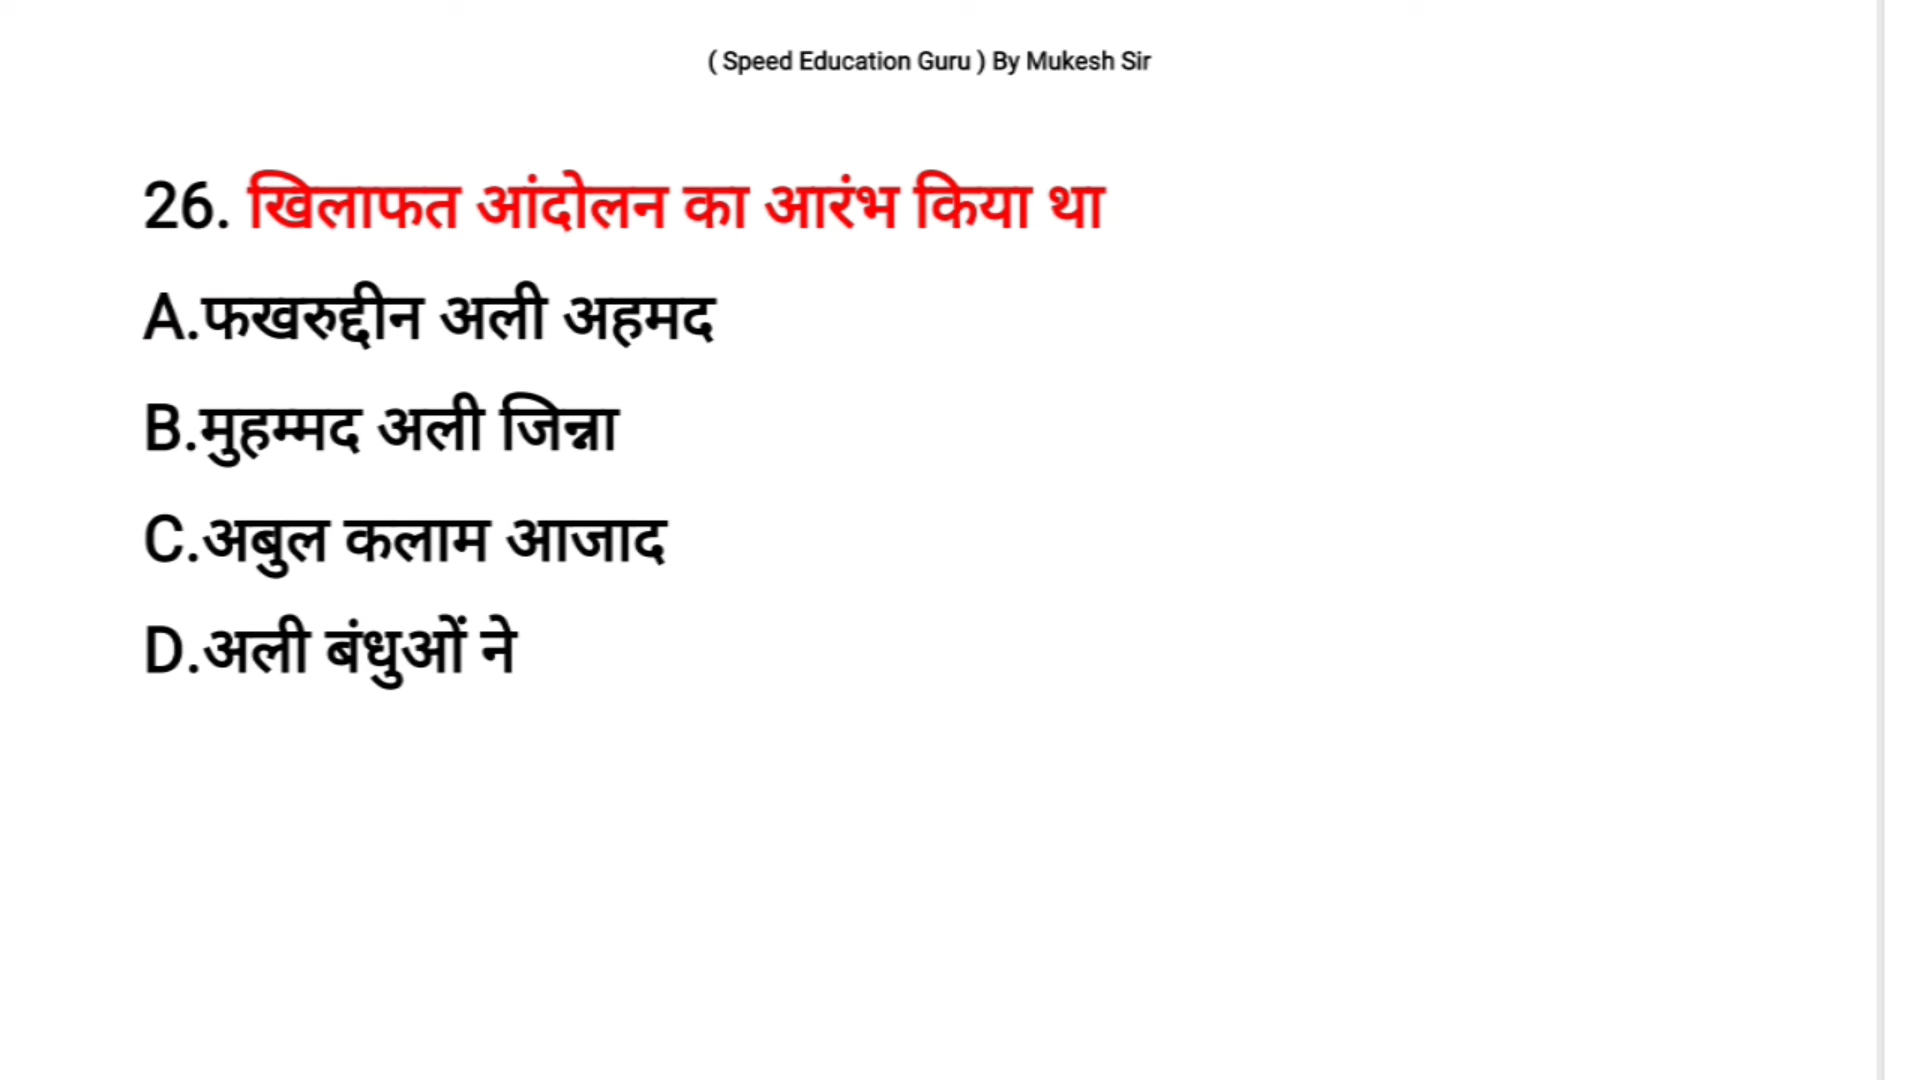 ( Speed Education Guru ) By Mukesh Sir
26. खिलाफत आंदोलन का आरंभ किया था
A.फखरुद्दीन अली अहमद
B.मुहम्मद अली जिन्ना
C.अबुल कलाम आजाद
D.अली बंधुओं ने